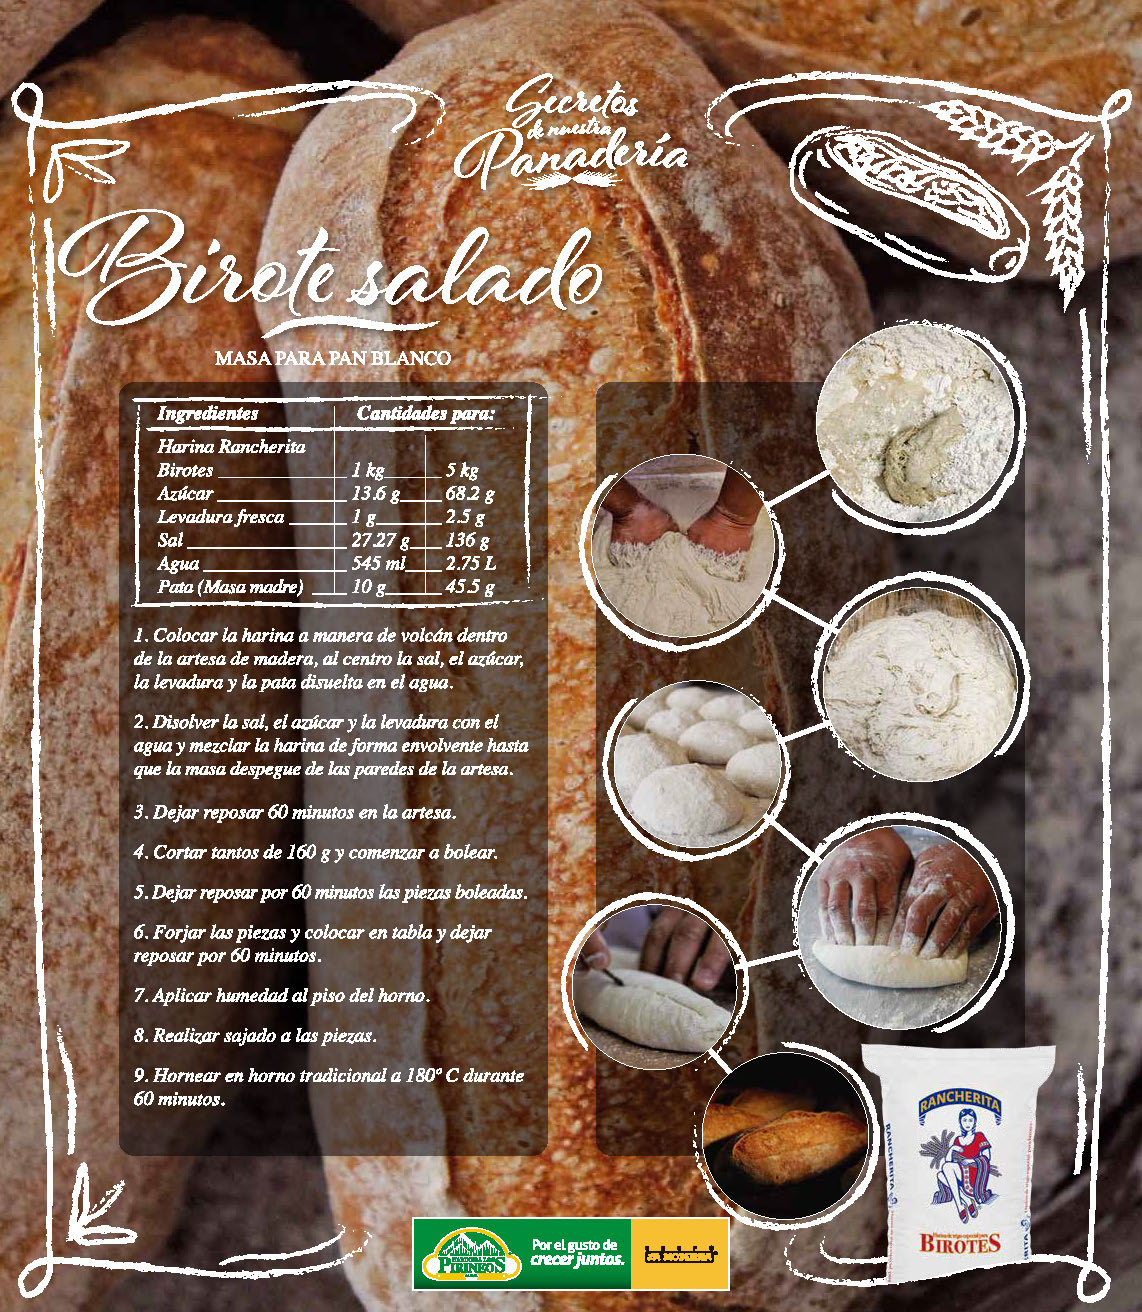 Secretos
de nuestra
Panadería
Birote salado
MASA PARA PAN BLANCO
Ingredientes Cantidades para:
Harina Rancherita
Birotes 1 kg 5 kg
Azúcar 13.6 g 68.2 g
Levadura fresca 1 g 2.5 g
Sal 27.27 g 136 g
Agua 545 ml 2.75 L
Pata (Masa madre) 10 g 45.5 g
1. Colocar la harina a manera de volcán dentro
de la artesa de madera, al centro la sal, el azúcar,
la levadura y la pata disuelta en el agua.
2. Disolver la sal, el azúcar y la levadura con el
agua y mezclar la harina de forma envolvente hasta
que la masa despegue de las paredes de la artesa.
3. Dejar reposar 60 minutos en la artesa.
4. Cortar tantos de 160 g y comenzar a bolear.
5. Dejar reposar por 60 minutos las piezas boleadas.
6. Forjar las piezas y colocar en tabla y dejar
reposar por 60 minutos.
7. Aplicar humedad al piso del horno.
8. Realizar sajado a las piezas.
9. Hornear en horno tradicional a 180º C durante
60 minutos.
RANCHERITA
RANCHERITA
BIROTES
PIRINEOS
Por el gusto de
crecer juntos.